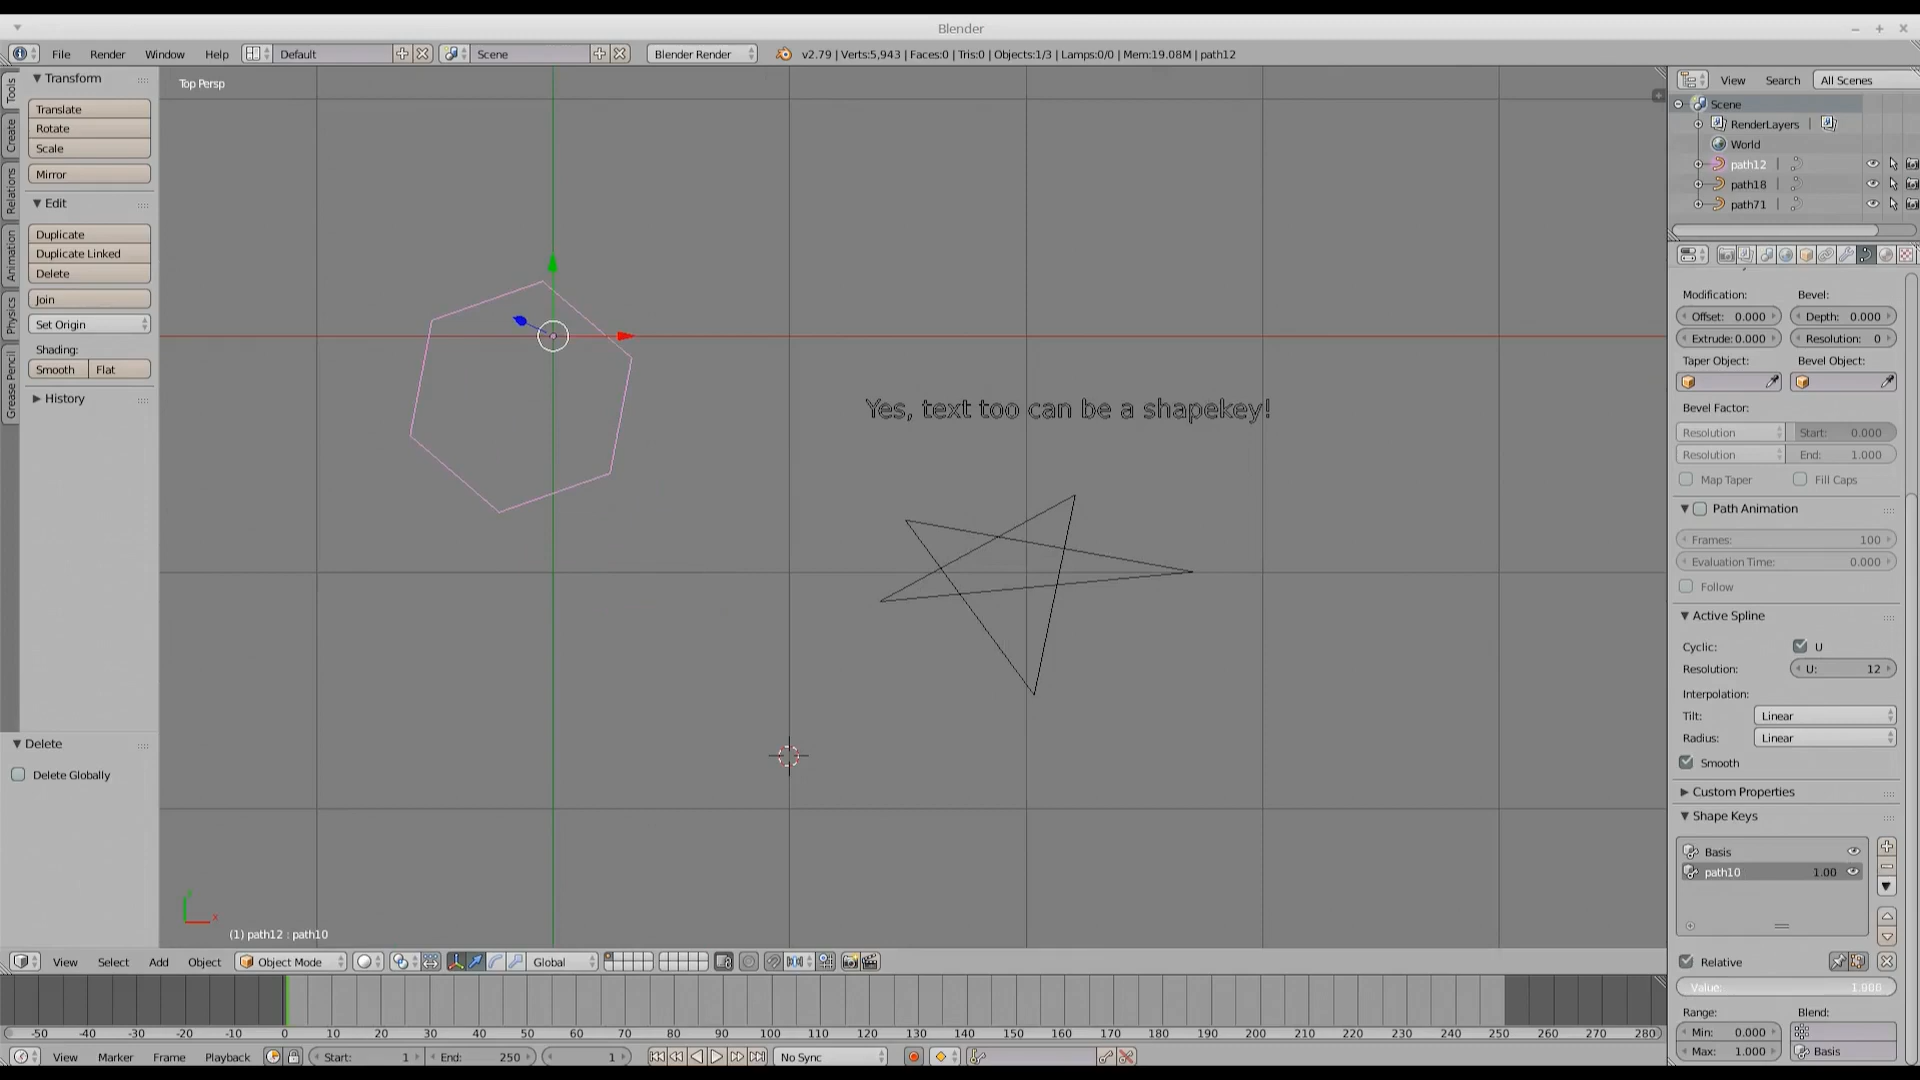 Blender
File Render Window Help Default Scene Blender Render v2.79 | Verts:5,943 | Faces:0 | Tris:0 | Objects:1/3 | Lamps:0/0 | Mem:19.08M | path12
Tools
Create
Relations
Animation
Physics
Grease Pencil
Transform
Translate
Rotate
Scale
Mirror
Edit
Duplicate
Duplicate Linked
Delete
Join
Set Origin
Shading:
Smooth Flat
History
Delete
Delete Globally
Top Persp
Yes, text too can be a shapekey!
x
(1) path12 : path10
View Search All Scenes
Scene
RenderLayers |
World
path12 |
path18 |
path71 |
Modification: Bevel:
Offset: 0.000 Depth: 0.000
Extrude: 0.000 Resolution: 0
Taper Object: Bevel Object:
Bevel Factor:
Resolution Start: 0.000
Resolution End: 1.000
Map Taper Fill Caps
Path Animation
Frames: 100
Evaluation Time: 0.000
Follow
Active Spline
Cyclic: U
Resolution: U: 12
Interpolation:
Tilt: Linear
Radius: Linear
Smooth
Custom Properties
Shape Keys
Basis
path10 1.00
Relative
Value: 1.000
Range: Blend:
Min: 0.000
Max: 1.000 Basis
View Select Add Object Object Mode Global
-50 -40 -30 -20 -10 0 10 20 30 40 50 60 70 80 90 100 110 120 130 140 150 160 170 180 190 200 210 220 230 240 250 260 270 280
View Marker Frame Playback Start: 1 End: 250 1 No Sync